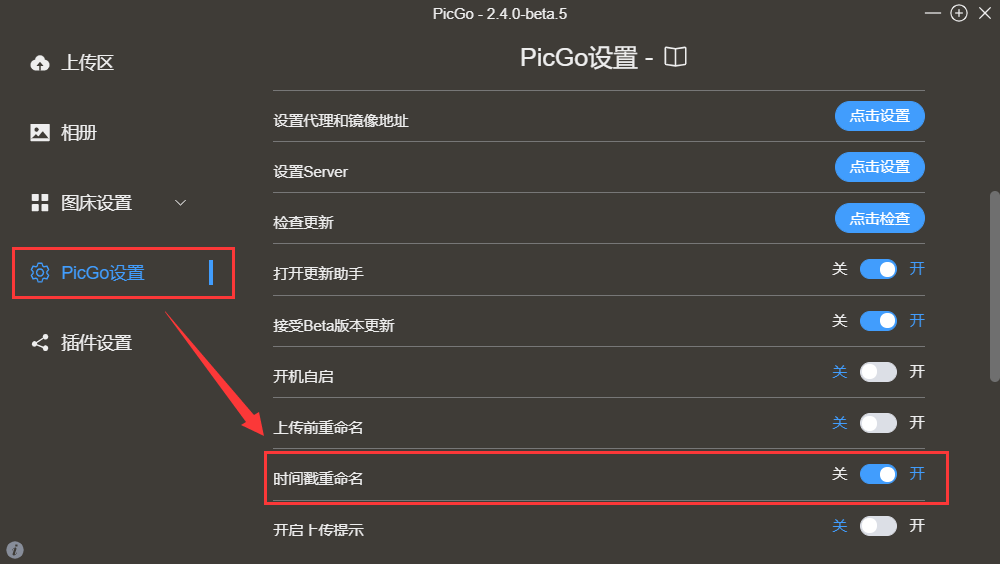 PicGo - 2.4.0-beta.5
上传区
相册
图床设置
PicGo设置
插件设置
PicGo设置 -
设置代理和镜像地址 点击设置
设置Server 点击设置
检查更新 点击检查
打开更新助手 关 开
接受Beta版本更新 关 开
开机自启 关 开
上传前重命名 关 开
时间戳重命名 关 开
开启上传提示 关 开